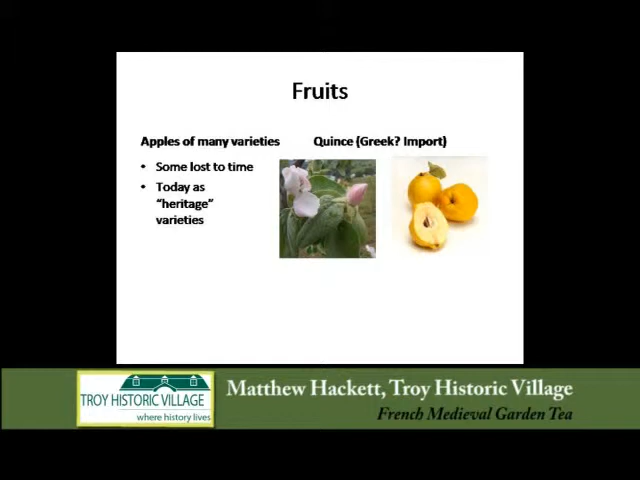 Fruits
Apples of many varieties
• Some lost to time
• Today as
"heritage"
varieties
Quince (Greek? Import)
TROY HISTORIC VILLAGE
where history lives
Matthew Hackett, Troy Historic Village
French Medieval Garden Tea